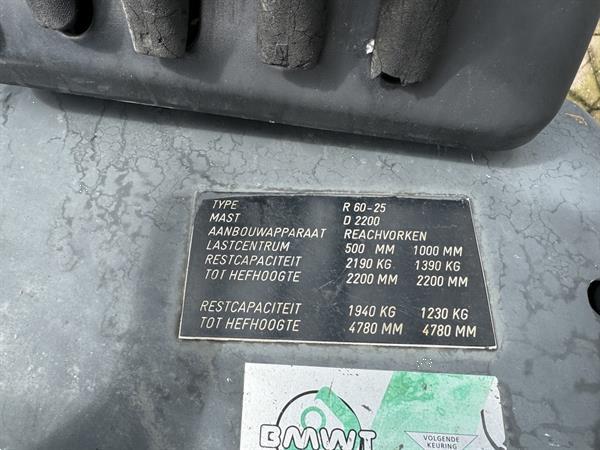 TYPE R 60-25
MAST D 2200
AANBOUWAPPARAAT REACHVORKEN
LASTCENTRUM 500 MM 1000 MM
RESTCAPACITEIT 2190 KG 1390 KG
TOT HEFHOOGTE 2200 MM 2200 MM
RESTCAPACITEIT 1940 KG 1230 KG
TOT HEFHOOGTE 4780 MM 4780 MM
BMWT
VOLGENDE
KEURING